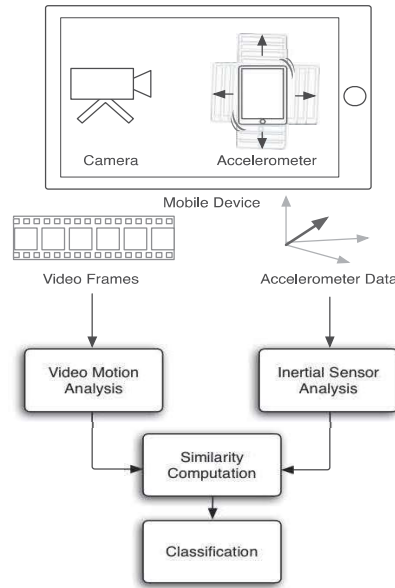 Camera
Accelerometer
Mobile Device
Video Frames
Accelerometer Data
Video Motion
Analysis
Inertial Sensor
Analysis
Similarity
Computation
Classification